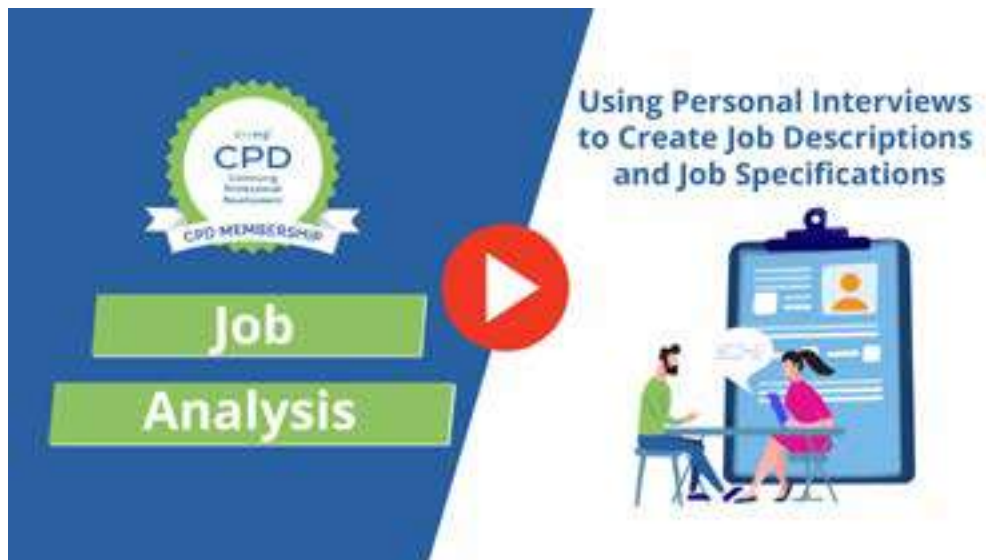 CPD
CPD MEMBERSHIP
Job
Analysis
Using Personal Interviews
to Create Job Descriptions
and Job Specifications